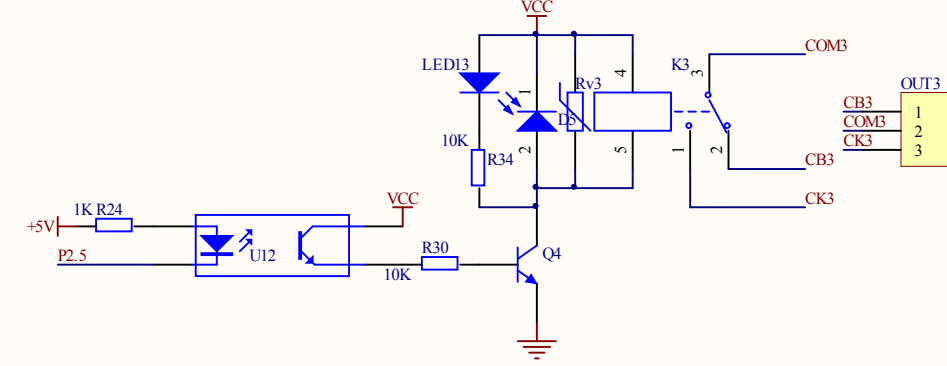 VCC
LED13
1
Rv3
4
K3
3
COM3
OUT3
D5
CB3
1
COM3
2
CK3
3
10K
R34
2
5
1
2
CB3
VCC
CK3
1K R24
+5V
P2.5
U12
R30
10K
Q4